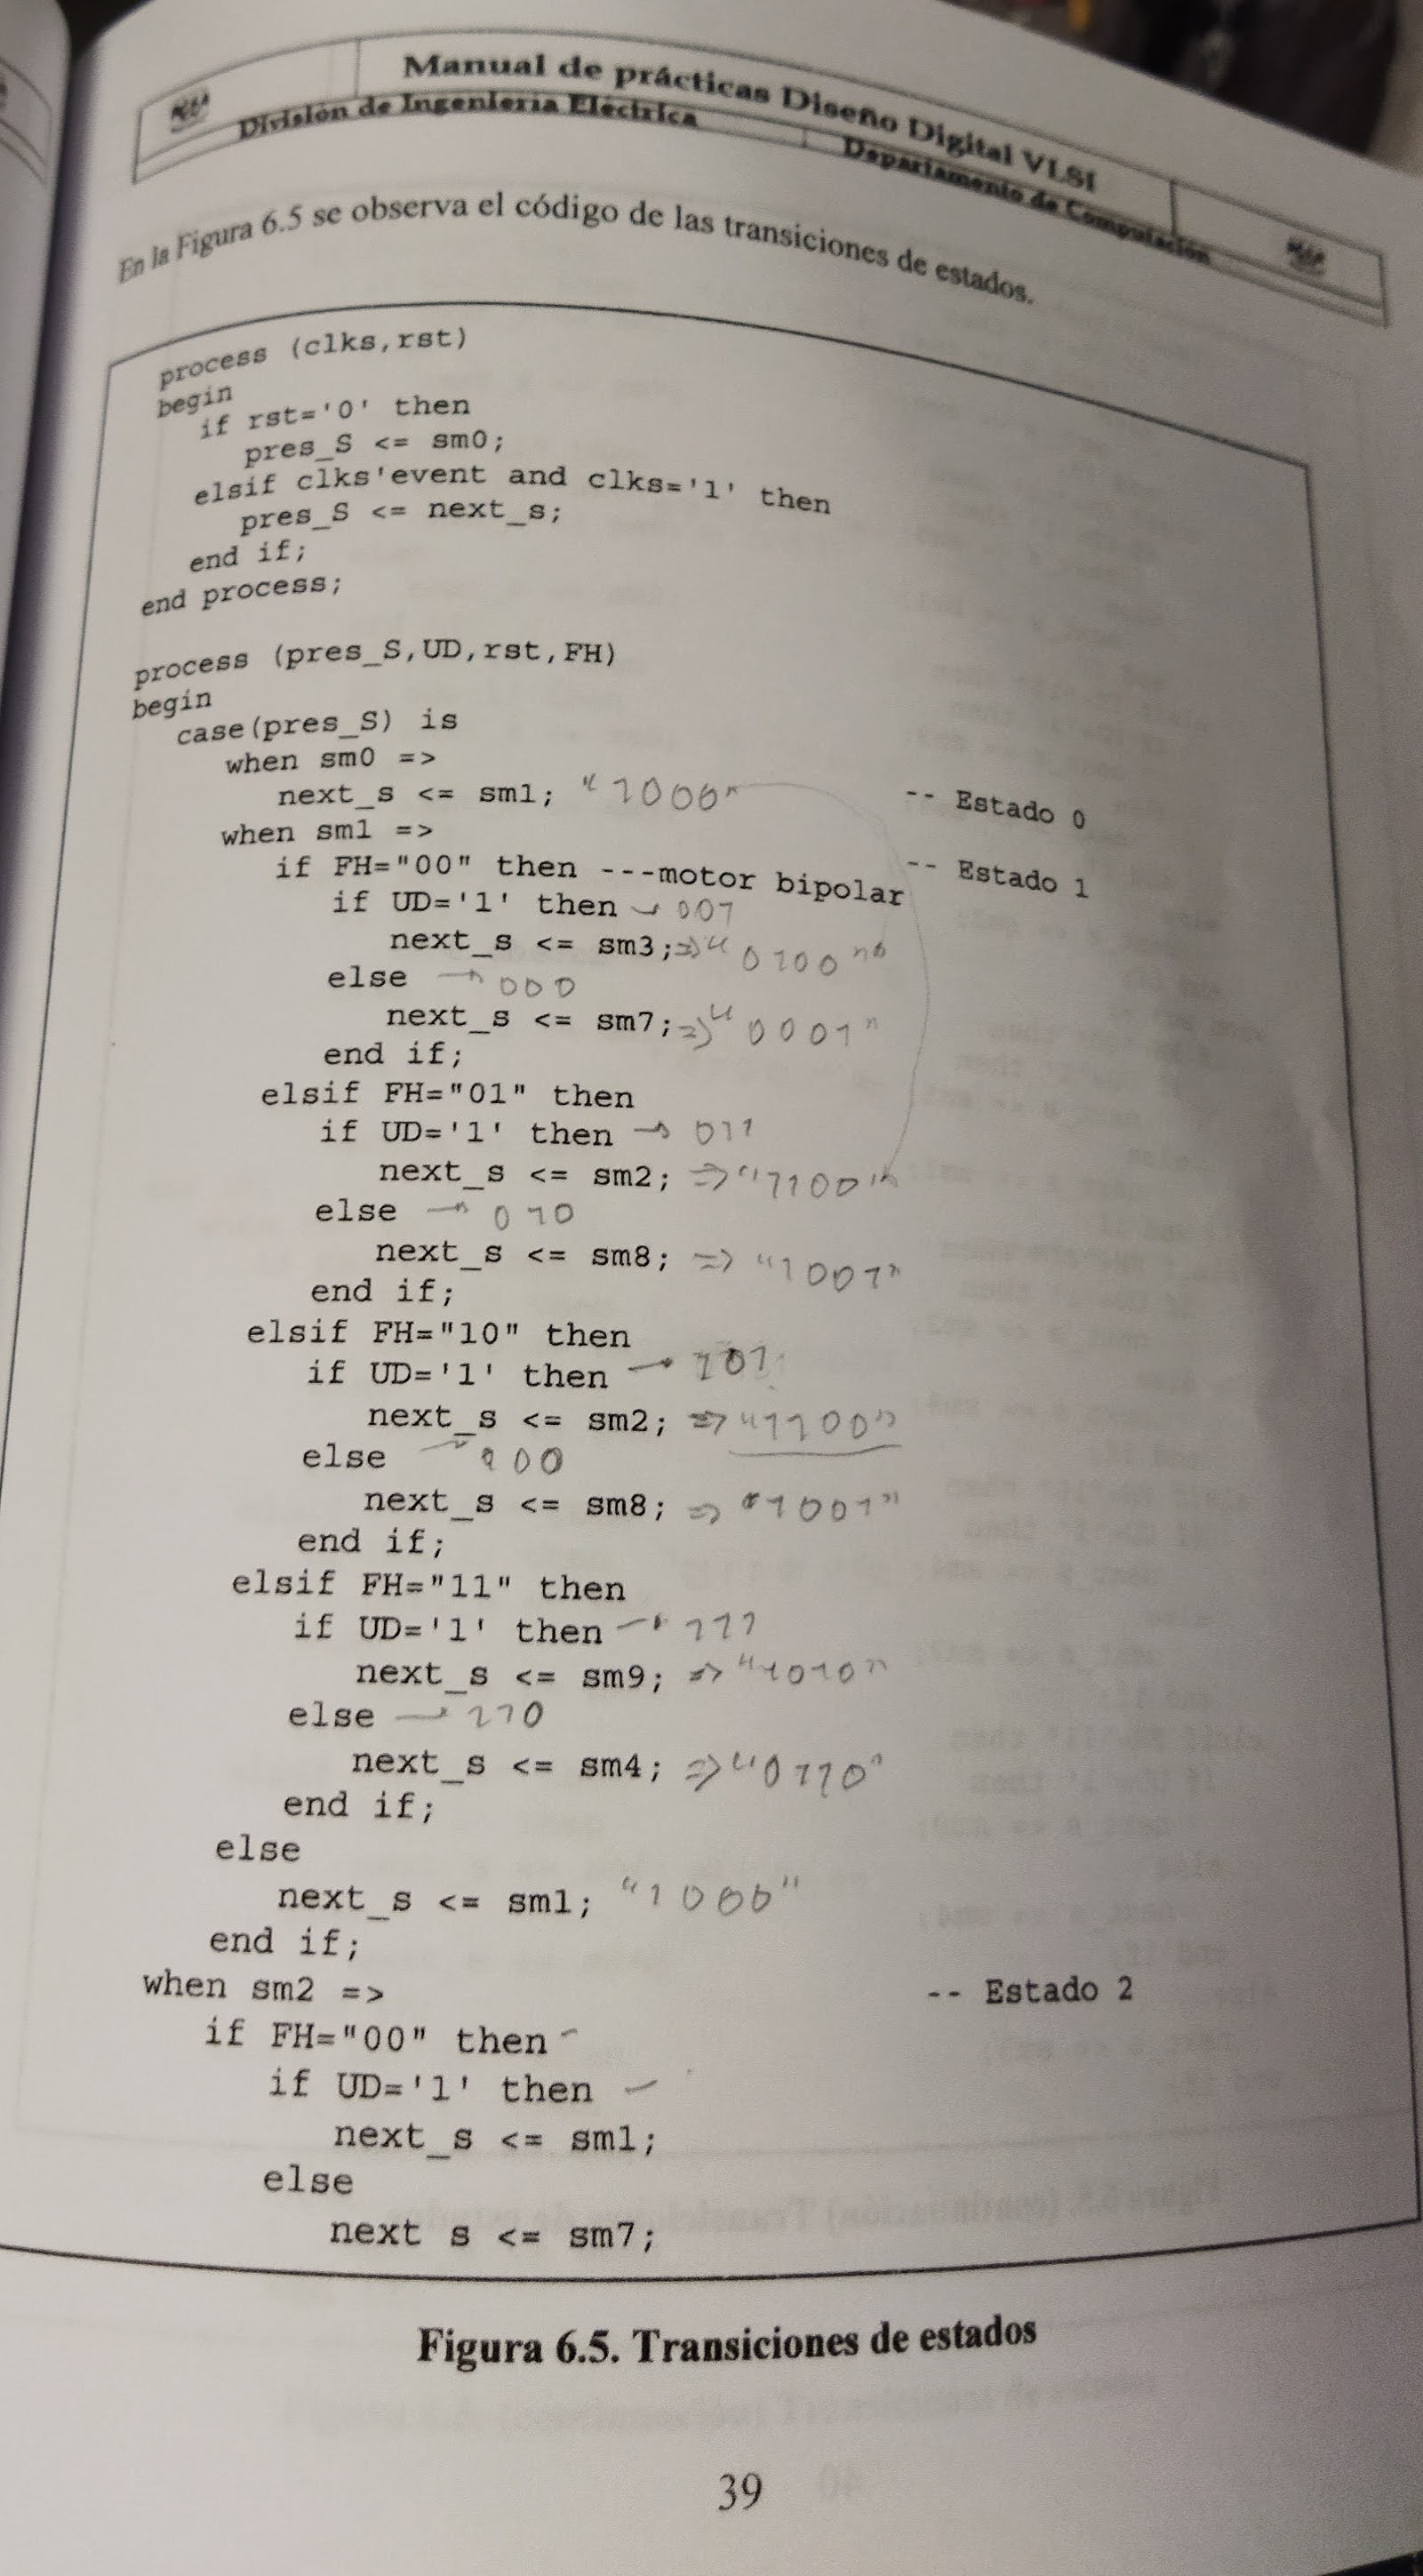 Manual de prácticas Diseño Digital VLSI
División de Ingeniería Eléctrica Departamento de Computación
En la Figura 6.5 se observa el código de las transiciones de estados.
process (clks,rst)
begin
if rst='0' then
pres_S <= sm0;
elsif clks'event and clks='1' then
pres_S <= next_s;
end if;
end process;
process (pres_S,UD,rst,FH)
begin
case(pres_S) is
when sm0 => -- Estado 0
next_s <= sm1; "1000"
when sm1 => -- Estado 1
if FH="00" then ---motor bipolar
if UD='1' then → 001
next_s <= sm3; => "0100"
else → 000
next_s <= sm7; => "0001"
end if;
elsif FH="01" then
if UD='1' then → 011
next_s <= sm2; => "1100"
else → 010
next_s <= sm8; => "1001"
end if;
elsif FH="10" then
if UD='1' then → 101
next_s <= sm2; => "1100"
else → 100
next_s <= sm8; => "1001"
end if;
elsif FH="11" then
if UD='1' then → 111
next_s <= sm9; => "1010"
else → 110
next_s <= sm4; => "0110"
end if;
else
next_s <= sm1; "1000"
end if;
when sm2 => -- Estado 2
if FH="00" then
if UD='1' then
next_s <= sm1;
else
next s <= sm7;
Figura 6.5. Transiciones de estados
39